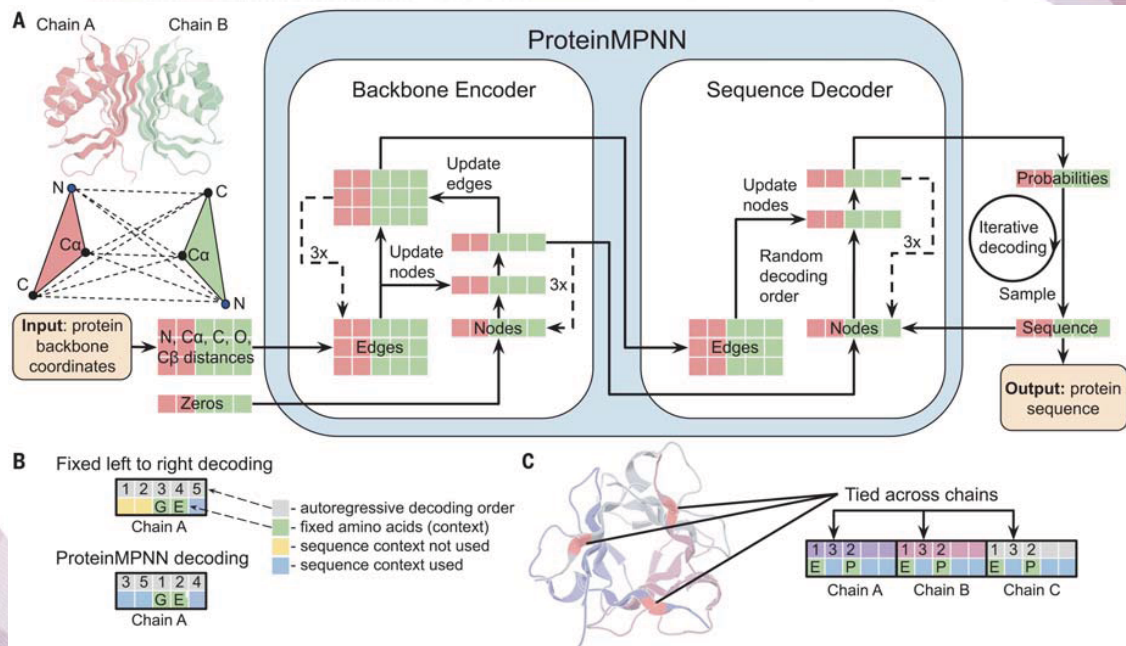 A
Chain A
Chain B
N
C
Cα
Cα
C
N
Input: protein
backbone
coordinates
N, Cα, C, O,
Cβ distances
Zeros
ProteinMPNN
Backbone Encoder
Update
edges
3x
Update
nodes
3x
Edges
Nodes
Sequence Decoder
Update
nodes
Random
decoding
order
3x
Edges
Nodes
Probabilities
Iterative
decoding
Sample
Sequence
Output: protein
sequence
B
Fixed left to right decoding
1 2 3 4 5
G E
Chain A
ProteinMPNN decoding
3 5 1 2 4
G E
Chain A
- autoregressive decoding order
- fixed amino acids (context)
- sequence context not used
- sequence context used
C
Tied across chains
1 3 2 1 3 2 1 3 2
E P E P E P
Chain A Chain B Chain C